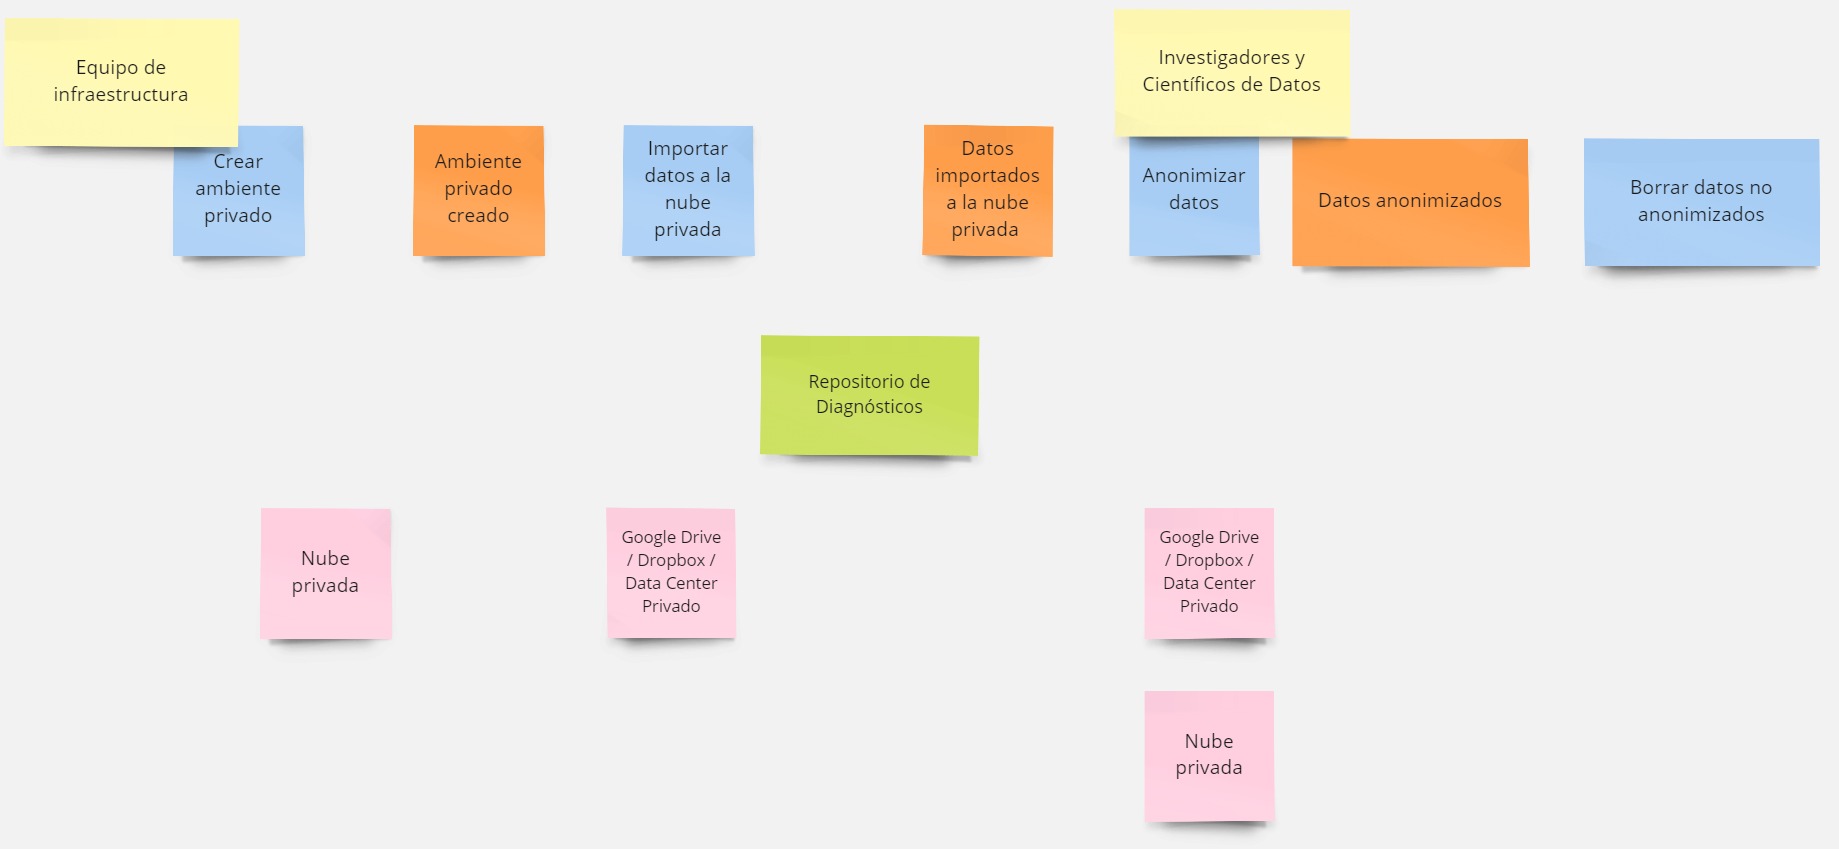 Equipo de
infraestructura
Crear
ambiente
privado
Ambiente
privado
creado
Importar
datos a la
nube
privada
Datos
importados
a la nube
privada
Investigadores y
Científicos de Datos
Anonimizar
datos
Datos anonimizados
Borrar datos no
anonimizados
Repositorio de
Diagnósticos
Nube
privada
Google Drive
/ Dropbox /
Data Center
Privado
Google Drive
/ Dropbox /
Data Center
Privado
Nube
privada